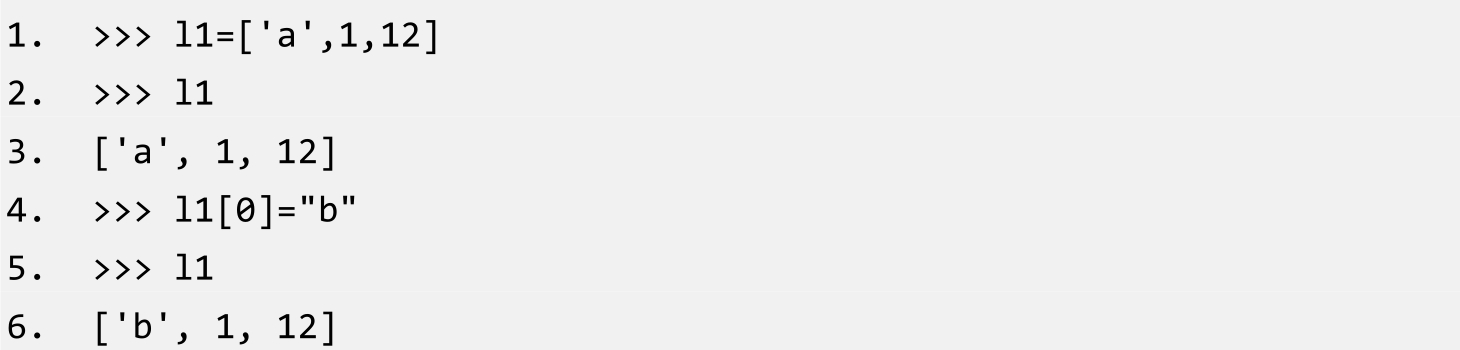 1. >>> l1=['a',1,12]
2. >>> l1
3. ['a', 1, 12]
4. >>> l1[0]="b"
5. >>> l1
6. ['b', 1, 12]